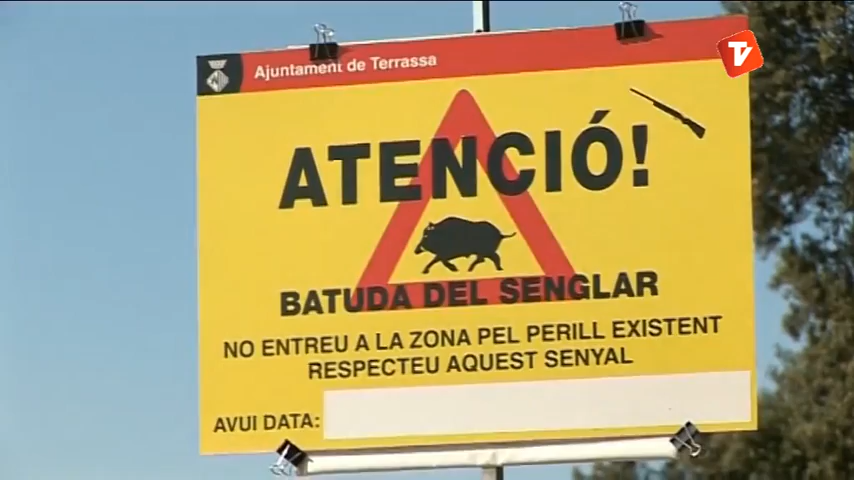 Ajuntament de Terrassa
TV
ATENCIÓ!
BATUDA DEL SENGLAR
NO ENTREU A LA ZONA PEL PERILL EXISTENT
RESPECTEU AQUEST SENYAL
AVUI DATA: